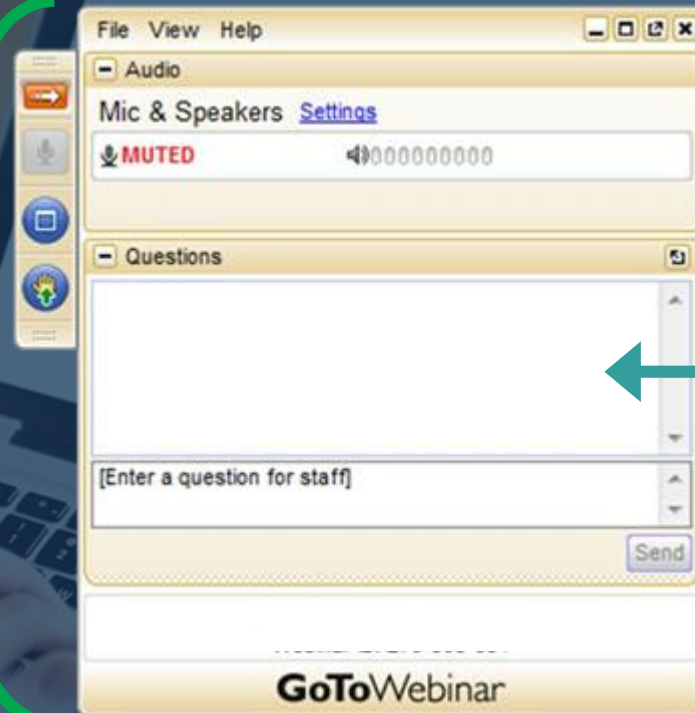 File View Help
Audio
Mic & Speakers Settings
MUTED
Questions
[Enter a question for staff]
Send
GoToWebinar